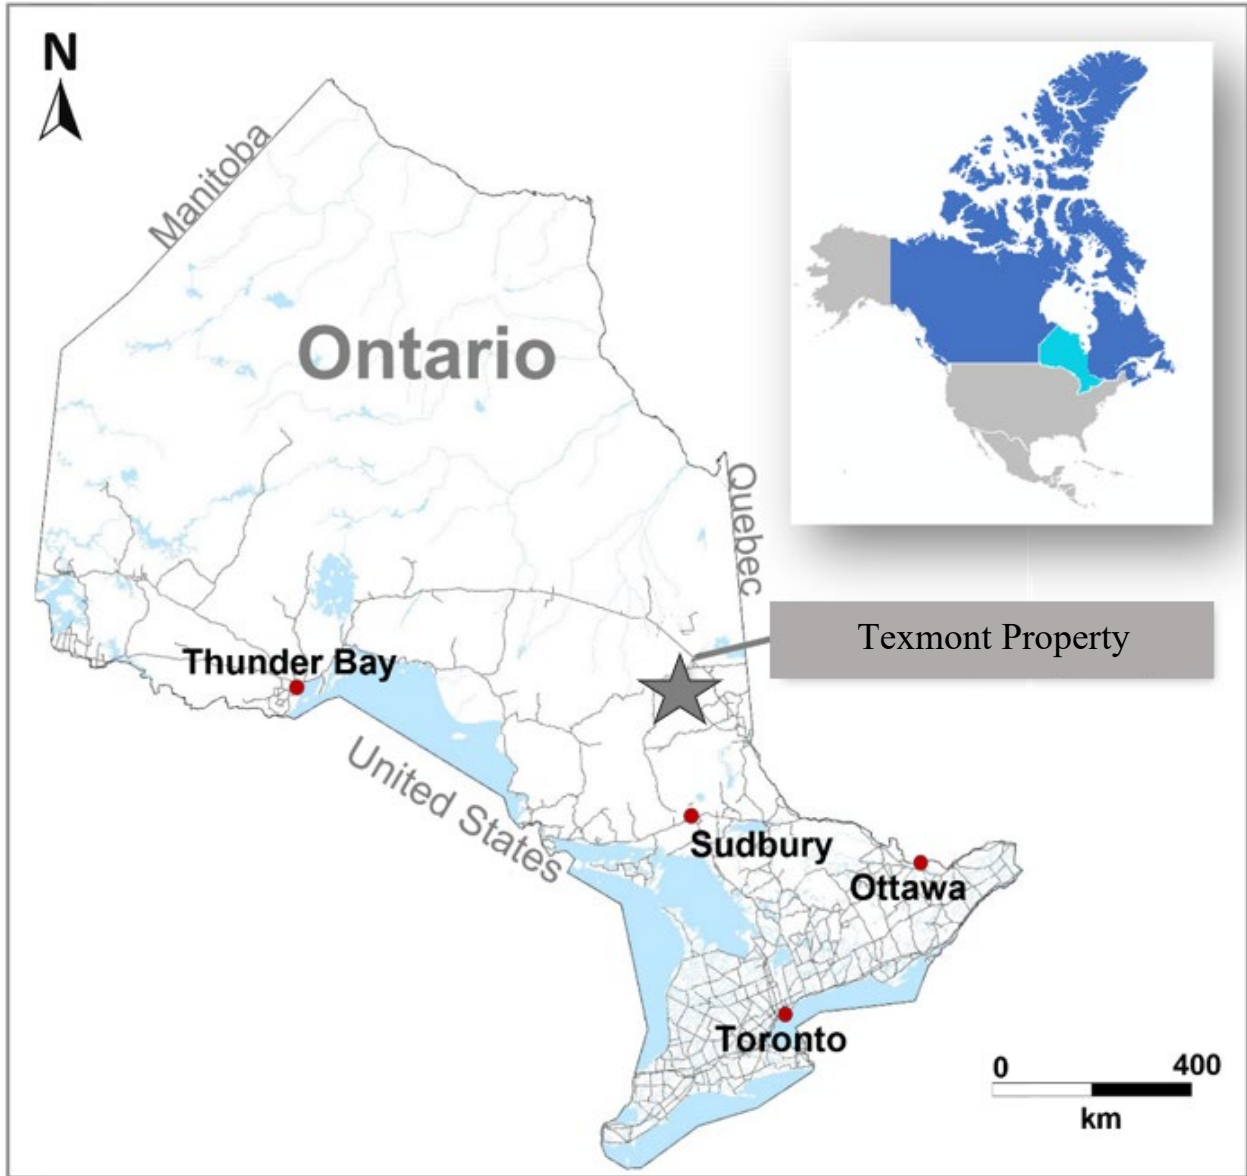 N
Manitoba
Ontario
Quebec
Texmont Property
Thunder Bay
United States
Sudbury
Ottawa
Toronto
0 400
km